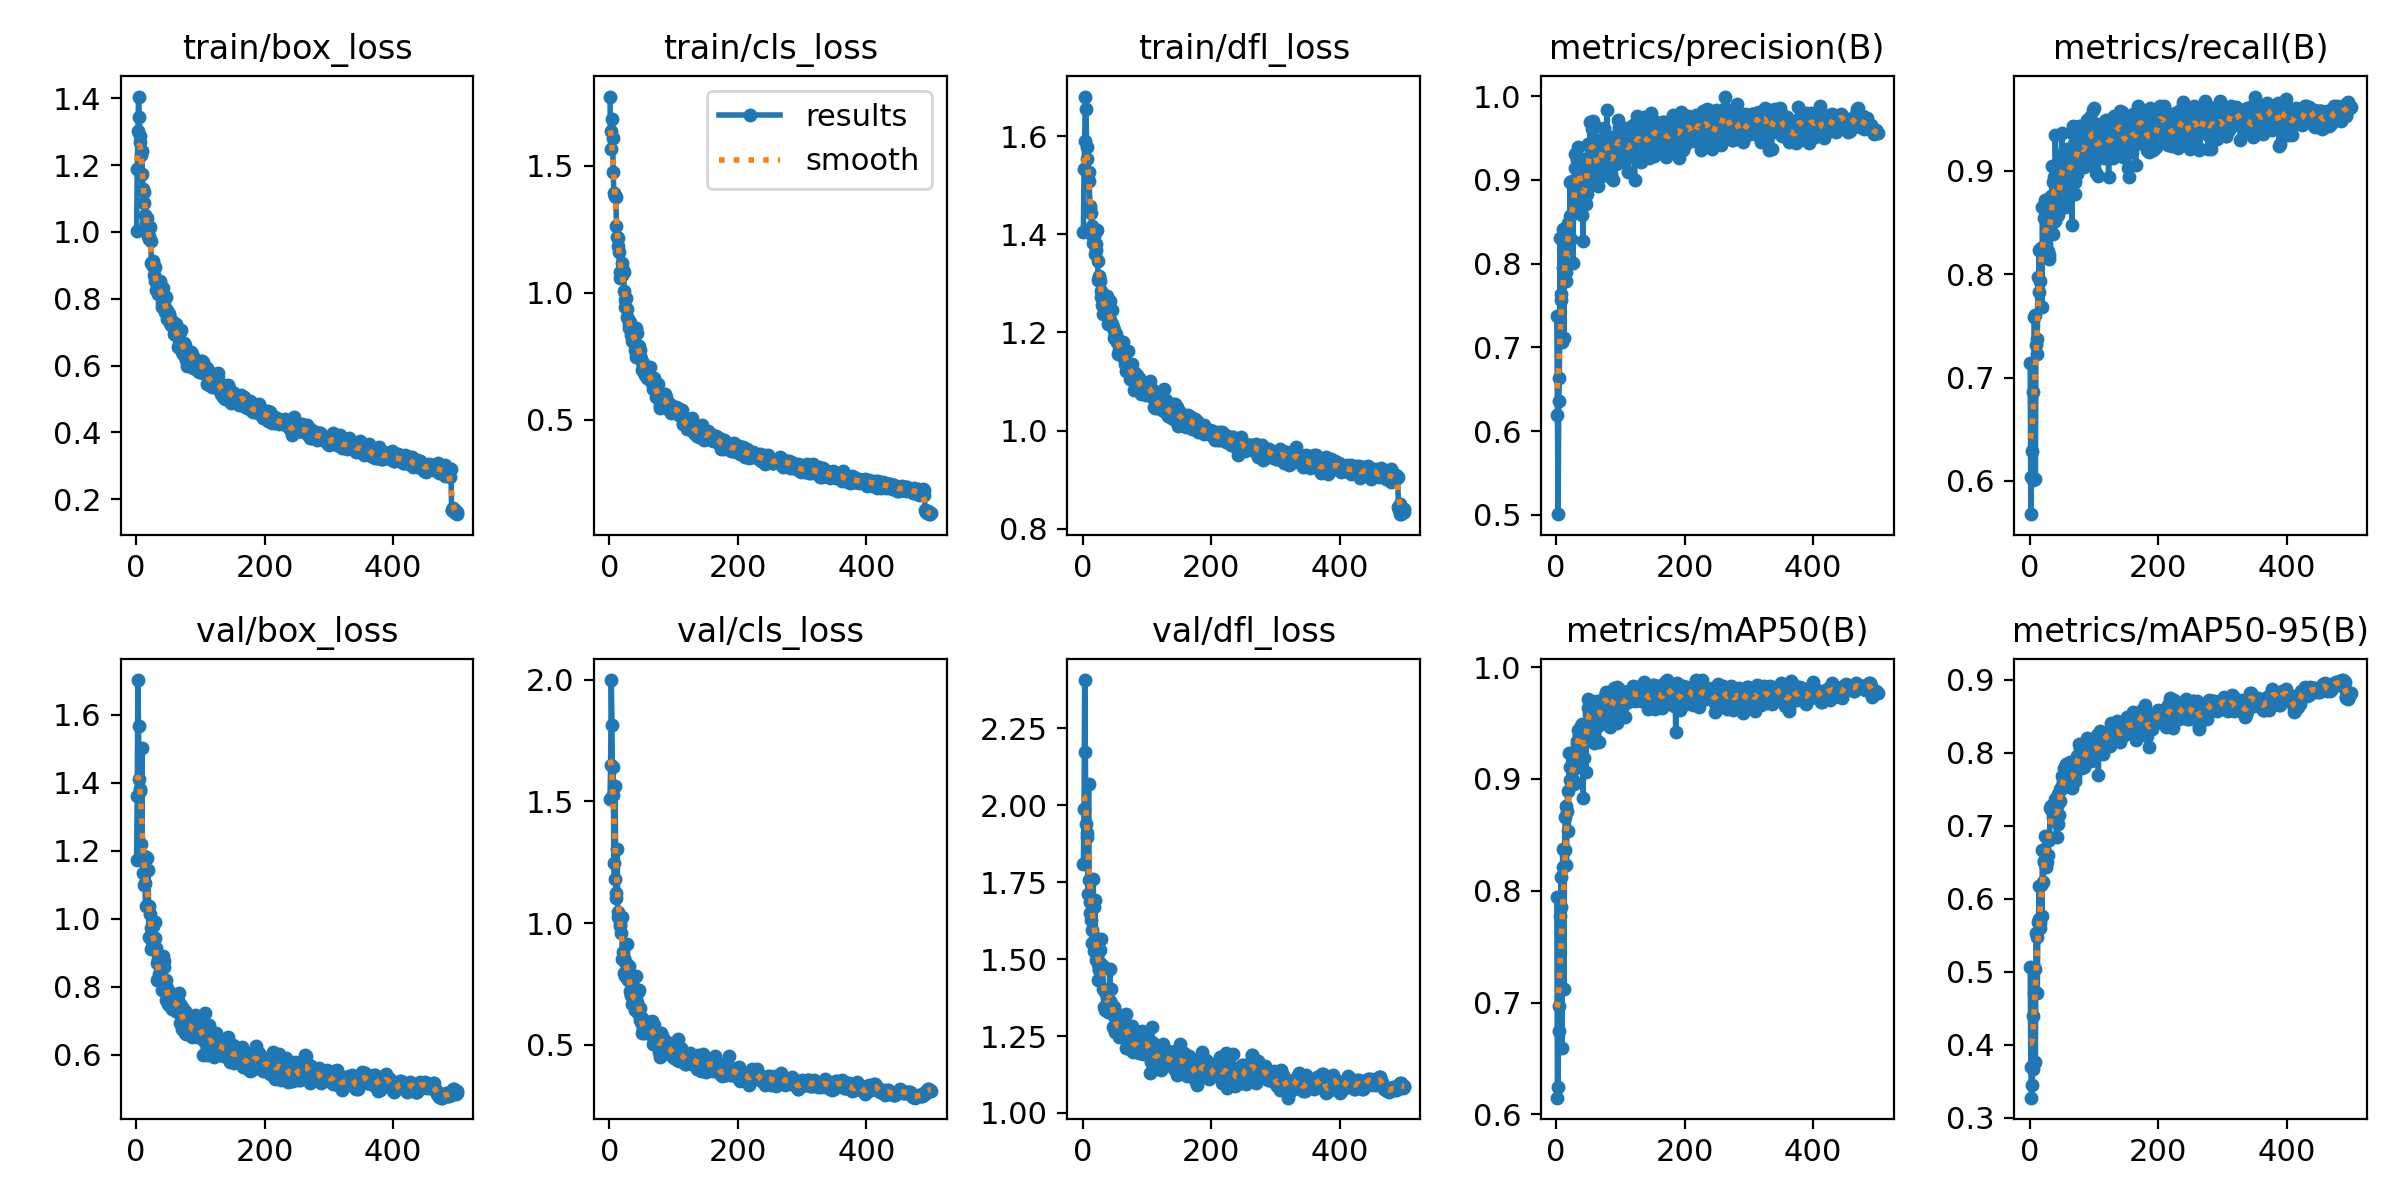 train/box_loss
train/cls_loss
train/dfl_loss
metrics/precision(B)
metrics/recall(B)
results
smooth
1.4
1.2
1.0
0.8
0.6
0.4
0.2
0 200 400
1.5
1.0
0.5
0 200 400
1.6
1.4
1.2
1.0
0.8
0 200 400
1.0
0.9
0.8
0.7
0.6
0.5
0 200 400
0.9
0.8
0.7
0.6
0 200 400
val/box_loss
val/cls_loss
val/dfl_loss
metrics/mAP50(B)
metrics/mAP50-95(B)
1.6
1.4
1.2
1.0
0.8
0.6
0 200 400
2.0
1.5
1.0
0.5
0 200 400
2.25
2.00
1.75
1.50
1.25
1.00
0 200 400
1.0
0.9
0.8
0.7
0.6
0 200 400
0.9
0.8
0.7
0.6
0.5
0.4
0.3
0 200 400